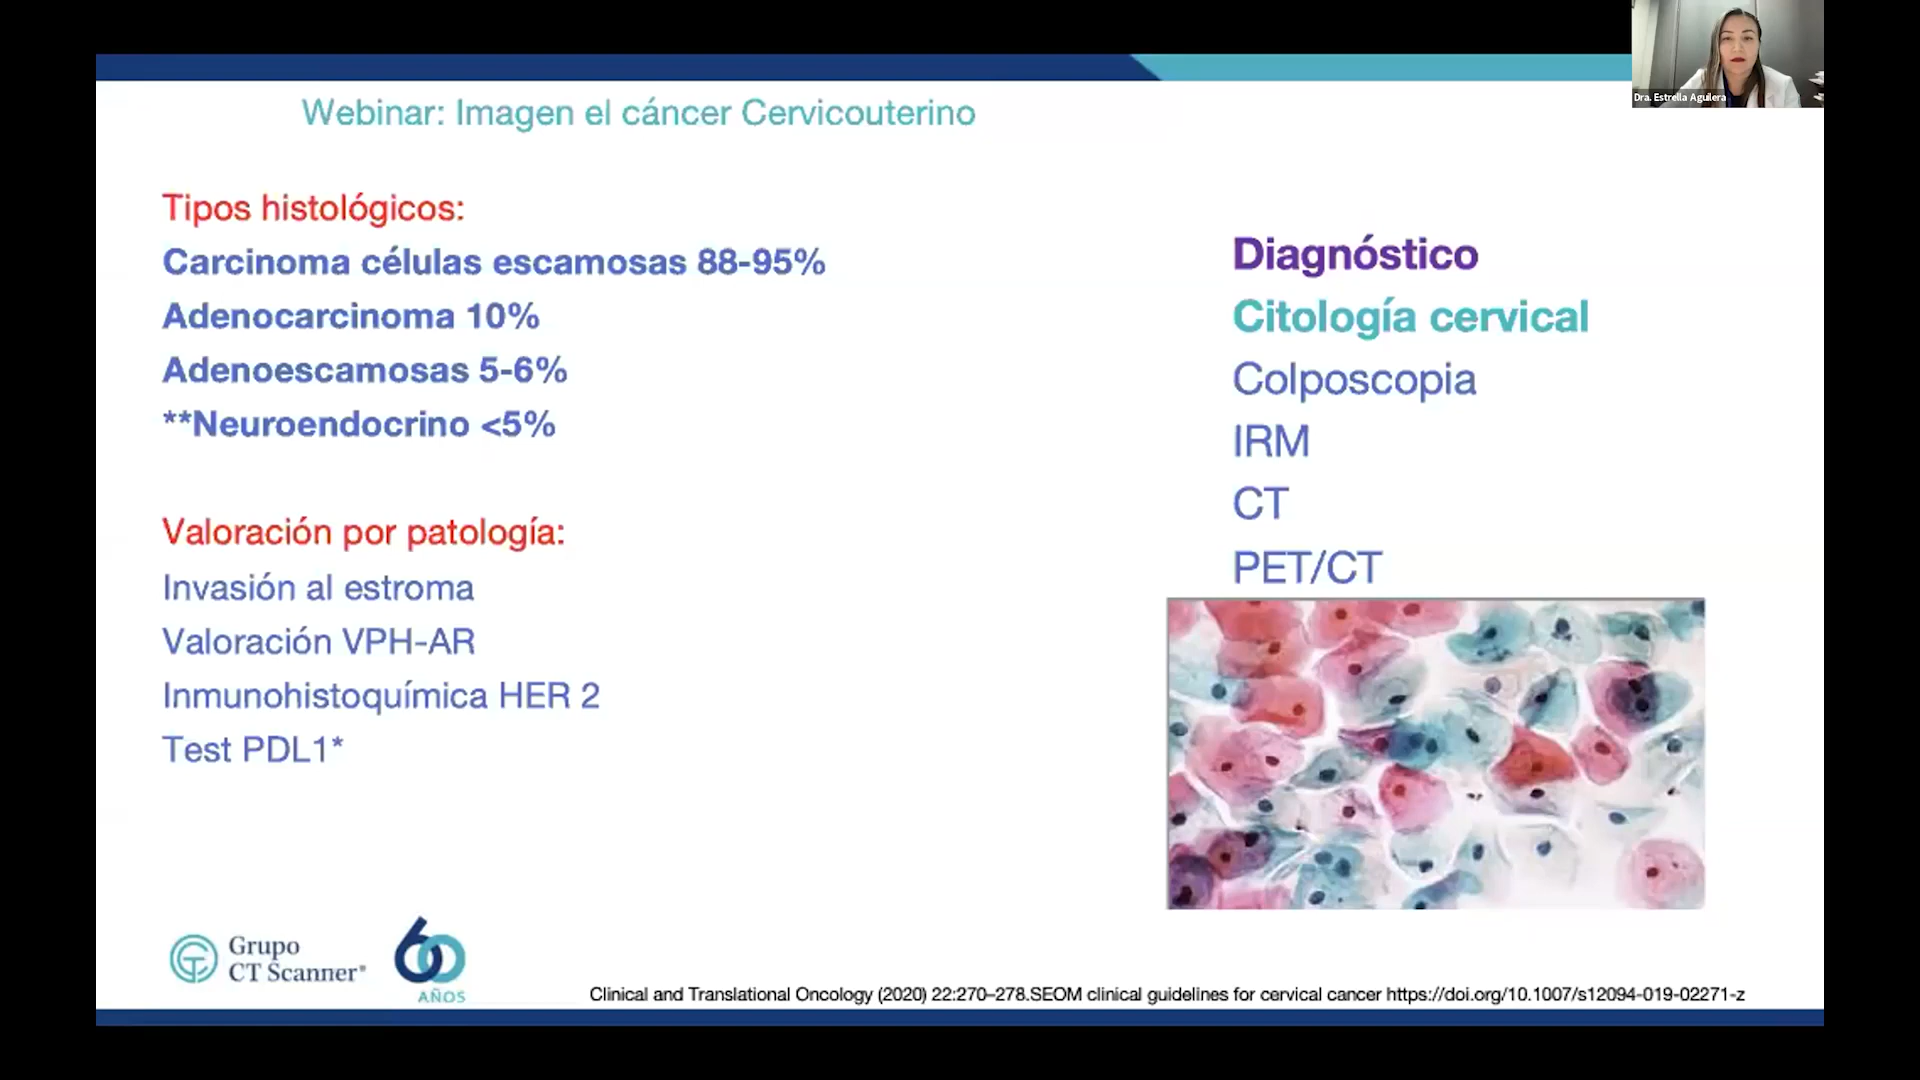 Dra. Estrella Aguilera
Webinar: Imagen el cáncer Cervicouterino
Tipos histológicos:
Carcinoma células escamosas 88-95%
Adenocarcinoma 10%
Adenoescamosas 5-6%
**Neuroendocrino <5%
Valoración por patología:
Invasión al estroma
Valoración VPH-AR
Inmunohistoquímica HER 2
Test PDL1*
Diagnóstico
Citología cervical
Colposcopia
IRM
CT
PET/CT
Grupo
CT Scanner®
60
AÑOS
Clinical and Translational Oncology (2020) 22:270–278.SEOM clinical guidelines for cervical cancer https://doi.org/10.1007/s12094-019-02271-z